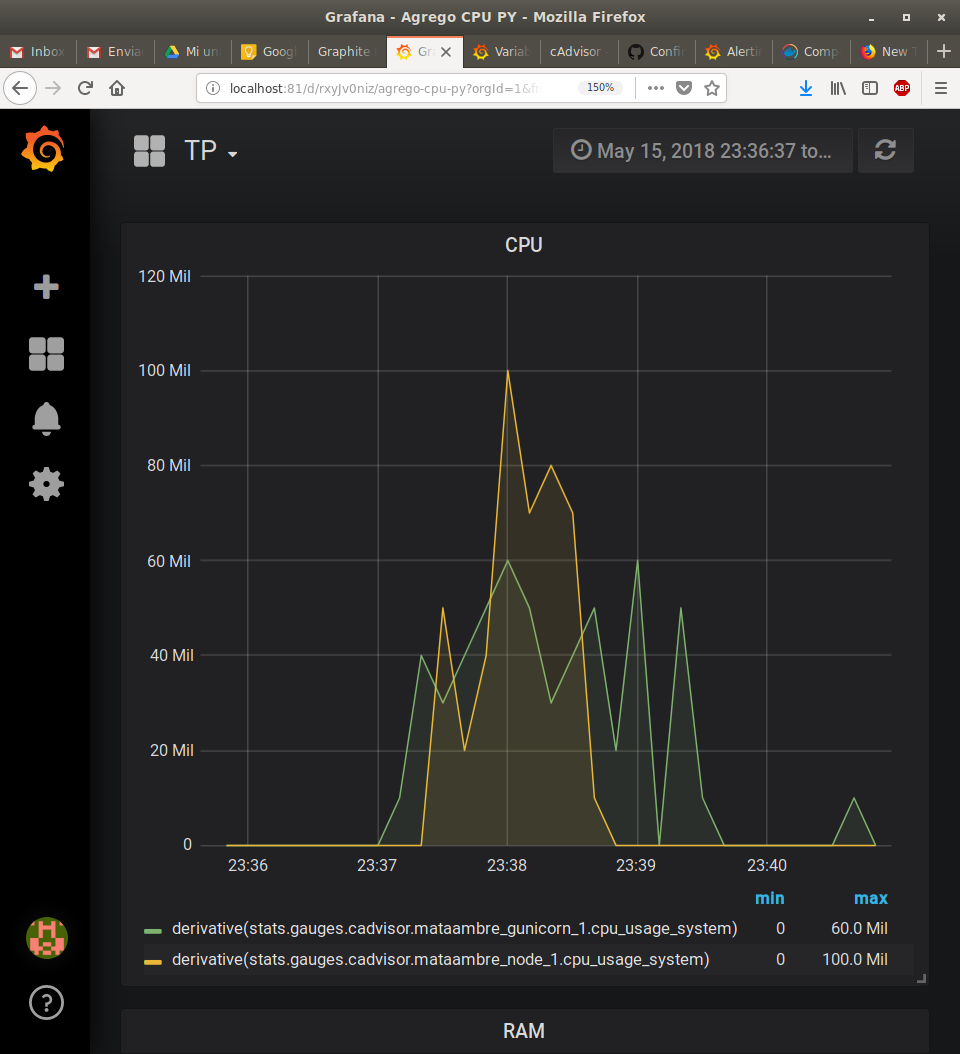 Grafana - Agrego CPU PY - Mozilla Firefox
Inbo Envia Mi un Goog Graphite Gr Varial cAdvisor Confi Alerti Comp New T
localhost:81/d/rxyJv0niz/agrego-cpu-py?orgId=1&fr 150% ABP
TP May 15, 2018 23:36:37 to...
CPU
120 Mil
100 Mil
80 Mil
60 Mil
40 Mil
20 Mil
0
23:36 23:37 23:38 23:39 23:40
min max
derivative(stats.gauges.cadvisor.mataambre_gunicorn_1.cpu_usage_system) 0 60.0 Mil
derivative(stats.gauges.cadvisor.mataambre_node_1.cpu_usage_system) 0 100.0 Mil
?
RAM